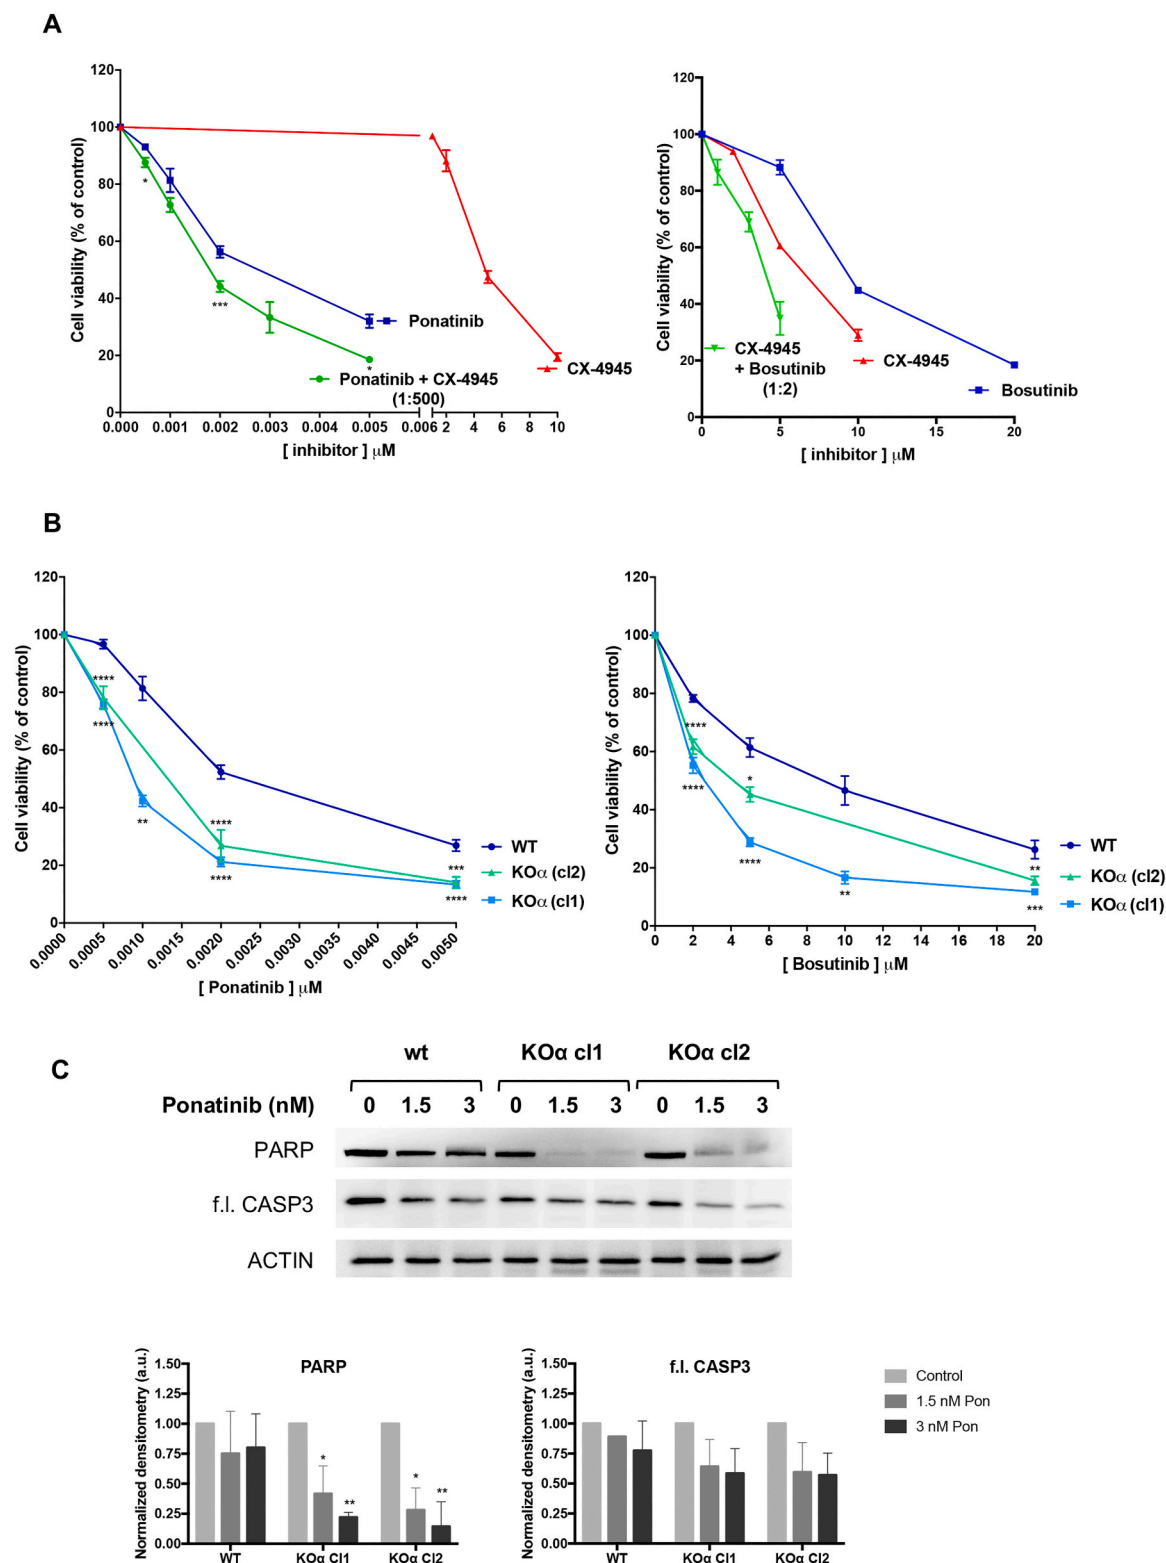 A
120
100
80
60
40
20
0
Cell viability (% of control)
*
***
*
Ponatinib
Ponatinib + CX-4945
(1:500)
CX-4945
0.000 0.001 0.002 0.003 0.004 0.005 0.006 2 4 6 8 10
[ inhibitor ] μM
120
100
80
60
40
20
0
Cell viability (% of control)
CX-4945
+ Bosutinib
(1:2)
CX-4945
Bosutinib
0 5 10 15 20
[ inhibitor ] μM
B
120
100
80
60
40
20
0
Cell viability (% of control)
****
****
**
****
****
***
****
WT
KOα (cl2)
KOα (cl1)
0.0000 0.0005 0.0010 0.0015 0.0020 0.0025 0.0030 0.0035 0.0040 0.0045 0.0050
[ Ponatinib ] μM
120
100
80
60
40
20
0
Cell viability (% of control)
****
****
*
****
**
**
***
WT
KOα (cl2)
KOα (cl1)
0 2 4 6 8 10 12 14 16 18 20
[ Bosutinib ] μM
C
wt KOα cl1 KOα cl2
Ponatinib (nM) 0 1.5 3 0 1.5 3 0 1.5 3
PARP
f.l. CASP3
ACTIN
PARP
1.50
1.25
1.00
0.75
0.50
0.25
0.00
Normalized densitometry (a.u.)
*
**
*
**
WT KOα Cl1 KOα Cl2
f.l. CASP3
1.50
1.25
1.00
0.75
0.50
0.25
0.00
Normalized densitometry (a.u.)
WT KOα Cl1 KOα Cl2
Control
1.5 nM Pon
3 nM Pon